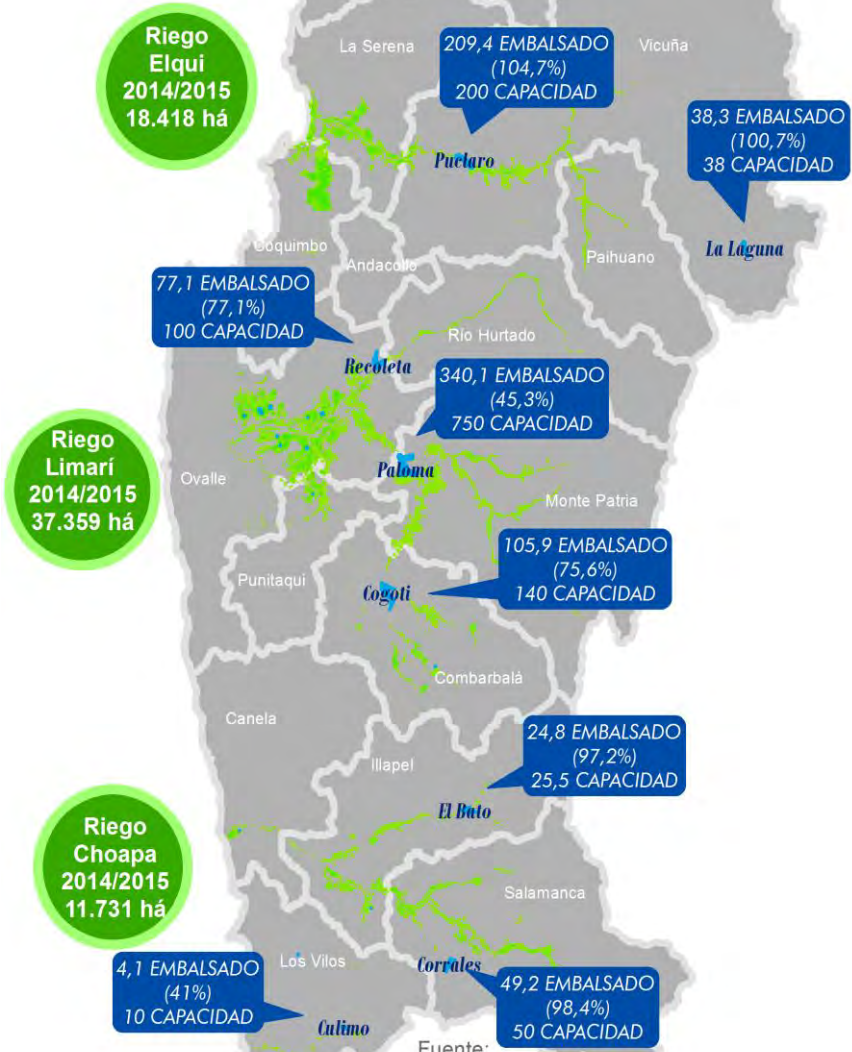 Riego
Elqui
2014/2015
18.418 há
La Serena
209,4 EMBALSADO
(104,7%)
200 CAPACIDAD
Vicuña
38,3 EMBALSADO
(100,7%)
38 CAPACIDAD
Puclaro
La Laguna
Coquimbo
Andacollo
Paihuano
77,1 EMBALSADO
(77,1%)
100 CAPACIDAD
Río Hurtado
Recoleta
340,1 EMBALSADO
(45,3%)
750 CAPACIDAD
Riego
Limarí
2014/2015
37.359 há
Ovalle
Paloma
Monte Patria
105,9 EMBALSADO
(75,6%)
140 CAPACIDAD
Punitaqui
Cogoti
Combarbalá
Canela
24,8 EMBALSADO
(97,2%)
25,5 CAPACIDAD
Illapel
El Bato
Riego
Choapa
2014/2015
11.731 há
Salamanca
Los Vilos
Corrales
4,1 EMBALSADO
(41%)
10 CAPACIDAD
49,2 EMBALSADO
(98,4%)
50 CAPACIDAD
Culimo
Fuente: